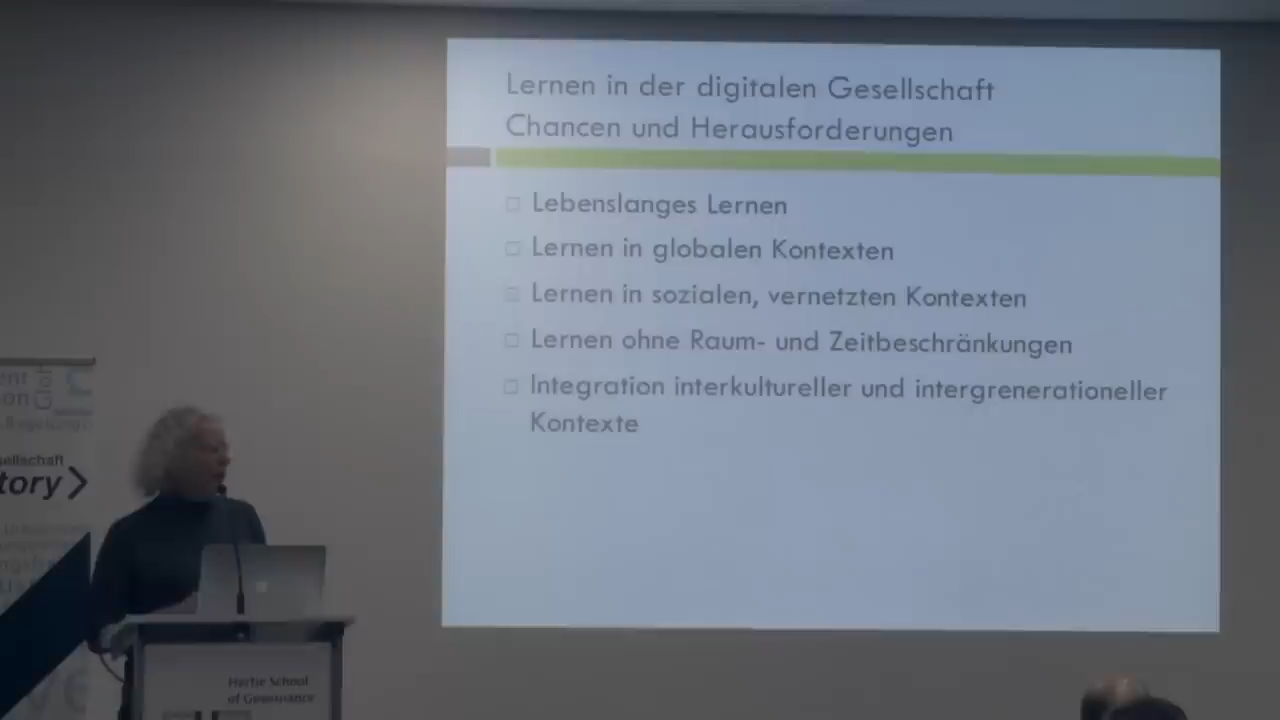 Lernen in der digitalen Gesellschaft
Chancen und Herausforderungen
Lebenslanges Lernen
Lernen in globalen Kontexten
Lernen in sozialen, vernetzten Kontexten
Lernen ohne Raum- und Zeitbeschränkungen
Integration interkultureller und intergrenerationeller
Kontexte
ellschaft
tory
Hertie School
of Governance